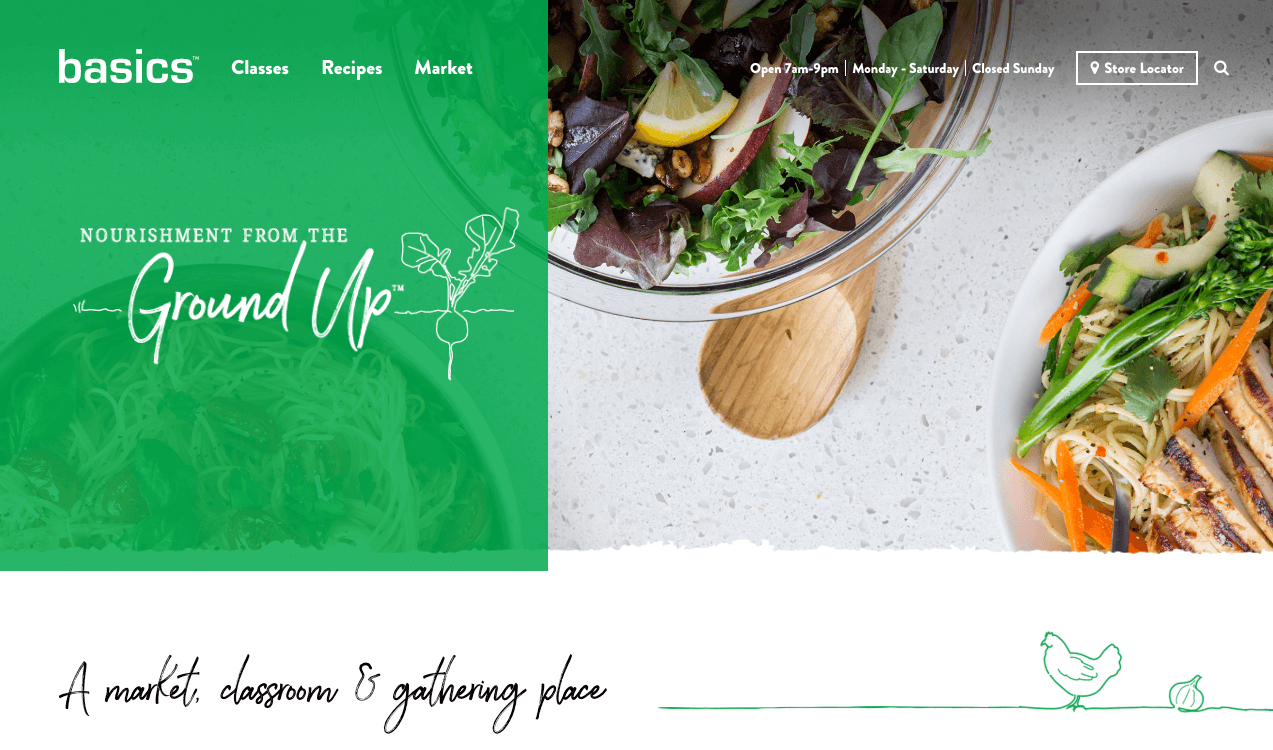 basics™
Classes
Recipes
Market
Open 7am-9pm | Monday - Saturday | Closed Sunday
Store Locator
NOURISHMENT FROM THE
Ground Up™
A market, classroom & gathering place